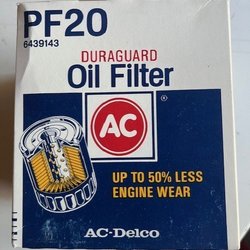 PF20
6439143
DURAGUARD
Oil Filter
AC
®
UP TO 50% LESS
ENGINE WEAR
AC-Delco